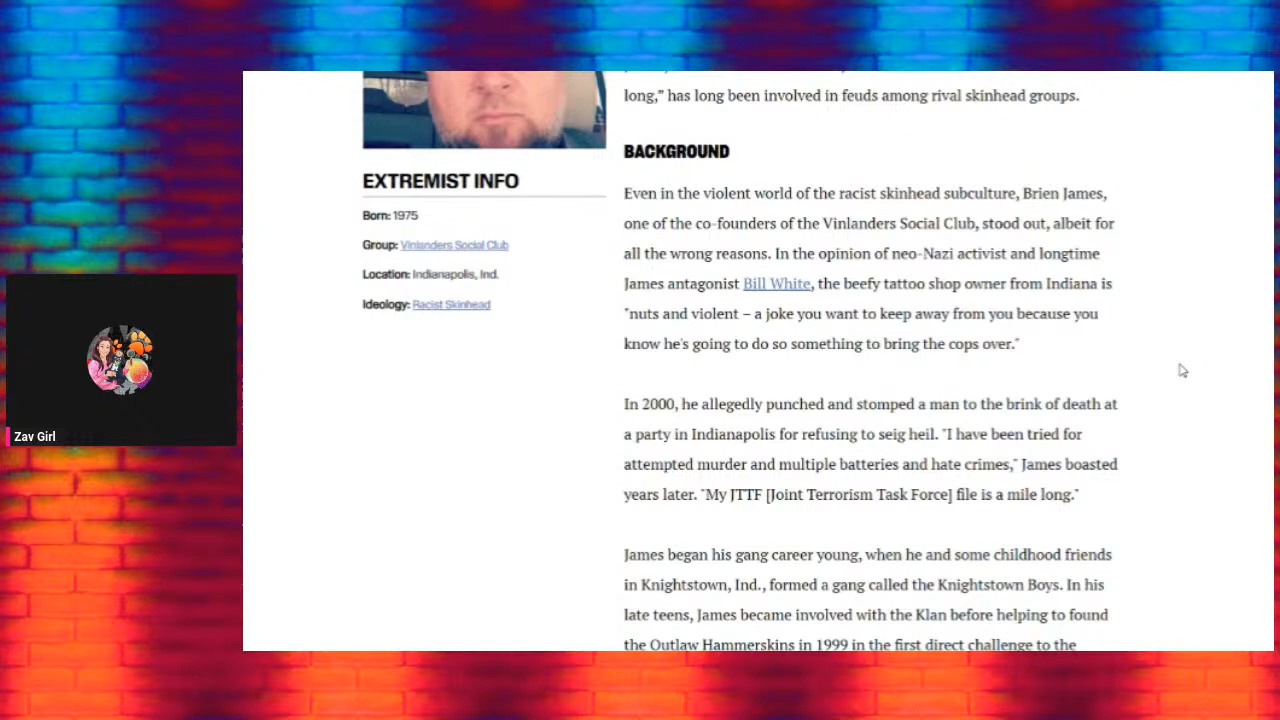 long,” has long been involved in feuds among rival skinhead groups.
BACKGROUND
EXTREMIST INFO
Born: 1975
Group: Vinlanders Social Club
Location: Indianapolis, Ind.
Ideology: Racist Skinhead
Even in the violent world of the racist skinhead subculture, Brien James,
one of the co-founders of the Vinlanders Social Club, stood out, albeit for
all the wrong reasons. In the opinion of neo-Nazi activist and longtime
James antagonist Bill White, the beefy tattoo shop owner from Indiana is
"nuts and violent – a joke you want to keep away from you because you
know he's going to do so something to bring the cops over."
In 2000, he allegedly punched and stomped a man to the brink of death at
a party in Indianapolis for refusing to seig heil. "I have been tried for
attempted murder and multiple batteries and hate crimes," James boasted
years later. "My JTTF [Joint Terrorism Task Force] file is a mile long."
James began his gang career young, when he and some childhood friends
in Knightstown, Ind., formed a gang called the Knightstown Boys. In his
late teens, James became involved with the Klan before helping to found
the Outlaw Hammerskins in 1999 in the first direct challenge to the
Zav Girl